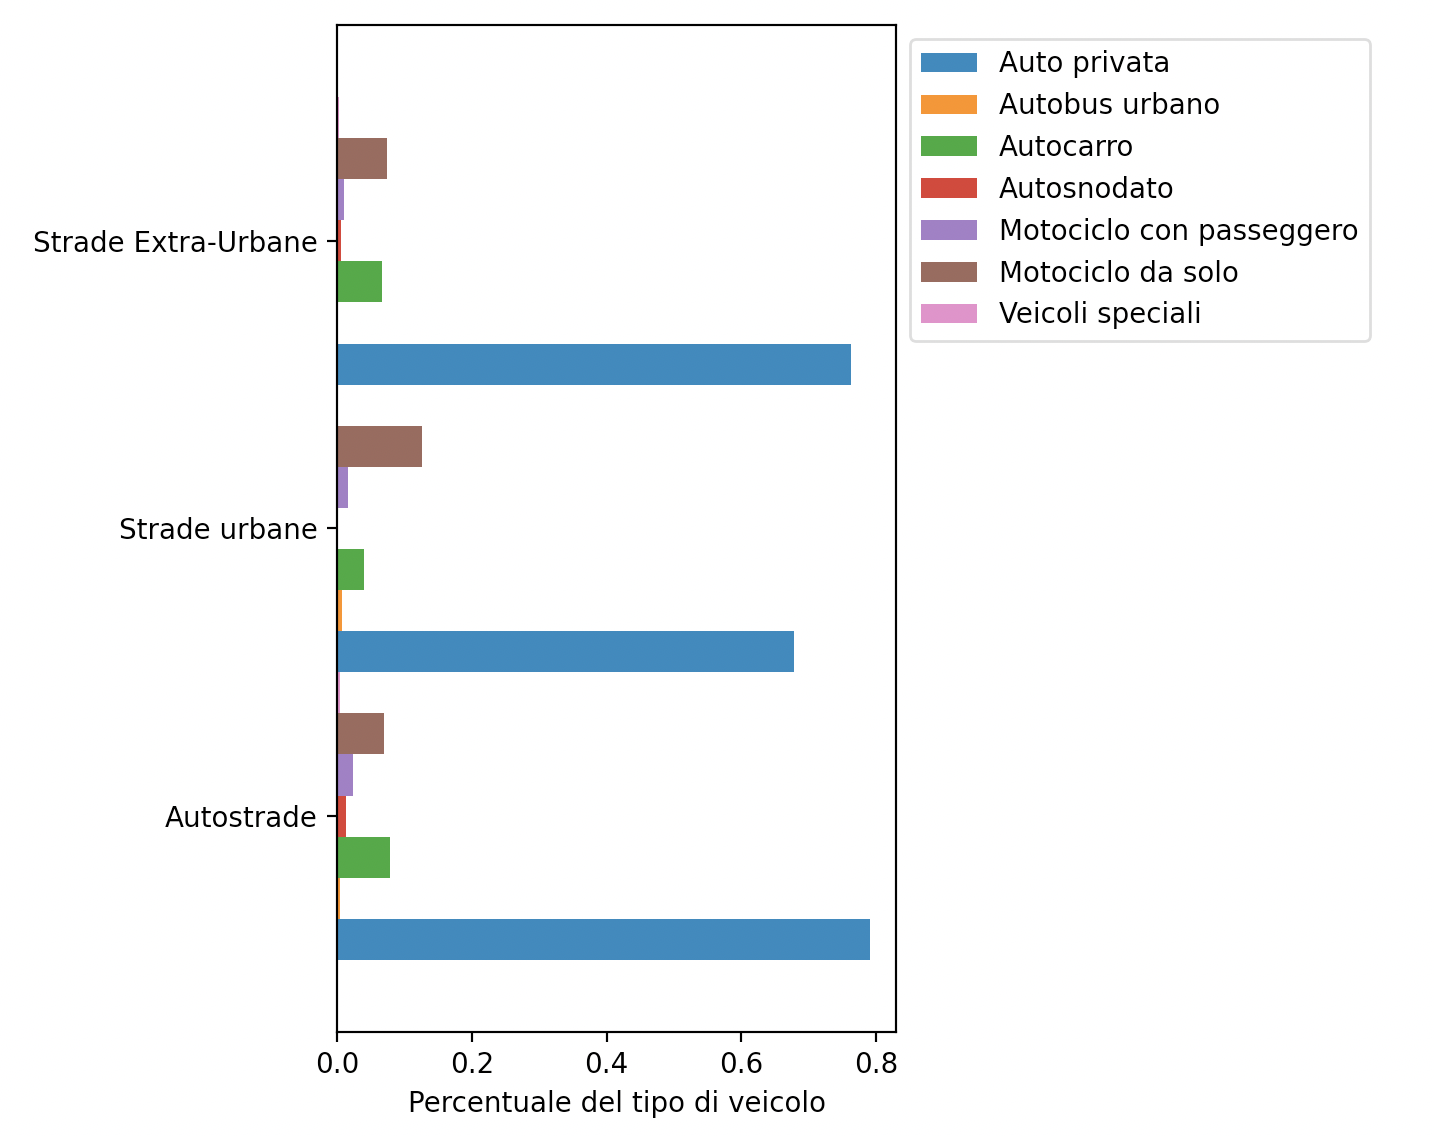 Auto privata
Autobus urbano
Autocarro
Autosnodato
Motociclo con passeggero
Motociclo da solo
Veicoli speciali
Strade Extra-Urbane
Strade urbane
Autostrade
0.0 0.2 0.4 0.6 0.8
Percentuale del tipo di veicolo